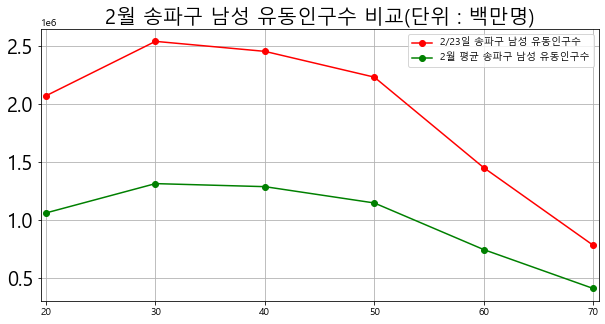 2월 송파구 남성 유동인구수 비교(단위 : 백만명)
1e6
2/23일 송파구 남성 유동인구수
2월 평균 송파구 남성 유동인구수
2.5
2.0
1.5
1.0
0.5
20 30 40 50 60 70